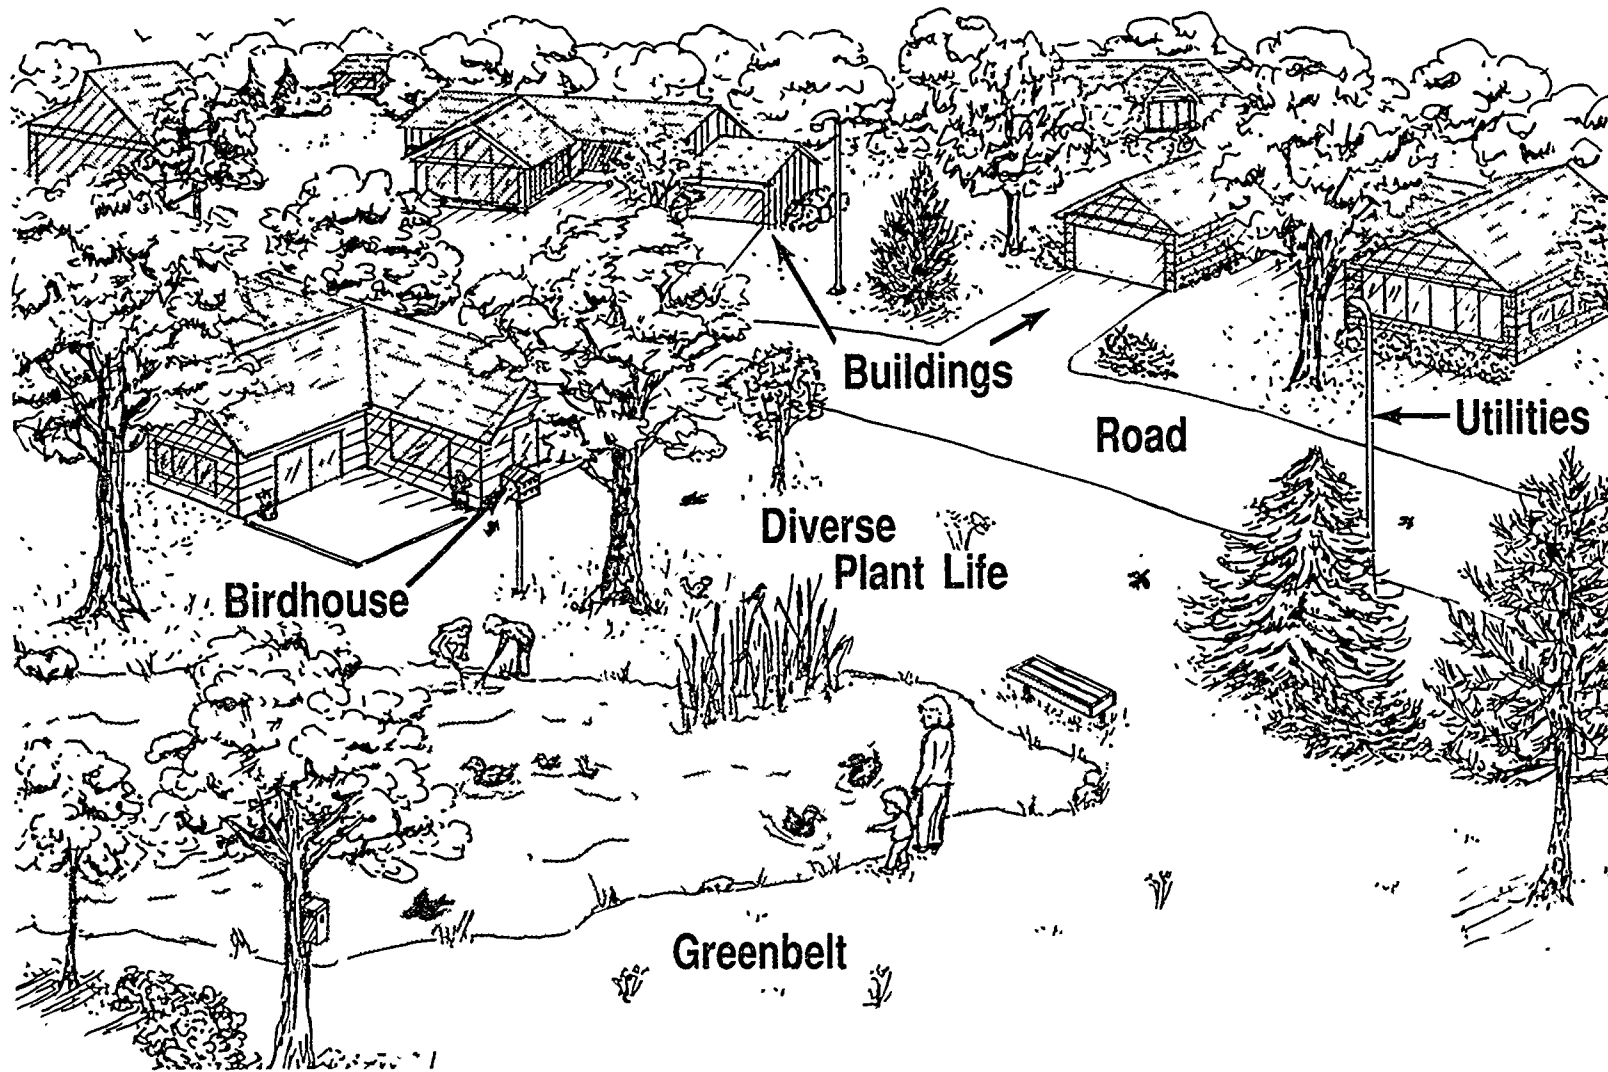 Buildings
Utilities
Road
Diverse
Plant Life
Birdhouse
Greenbelt